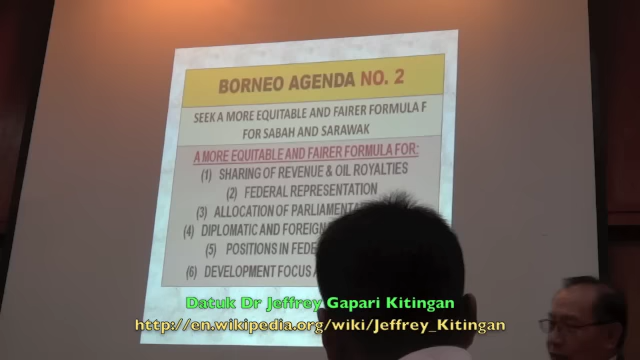 BORNEO AGENDA NO. 2
SEEK A MORE EQUITABLE AND FAIRER FORMULA F
FOR SABAH AND SARAWAK
A MORE EQUITABLE AND FAIRER FORMULA FOR:
(1) SHARING OF REVENUE & OIL ROYALTIES
(2) FEDERAL REPRESENTATION
(3) ALLOCATION OF PARLIAMENTA
(4) DIPLOMATIC AND FOREIGN
(5) POSITIONS IN FEDE
(6) DEVELOPMENT FOCUS
Datuk Dr Jeffrey Gapari Kitingan
http://en.wikipedia.org/wiki/Jeffrey_Kitingan